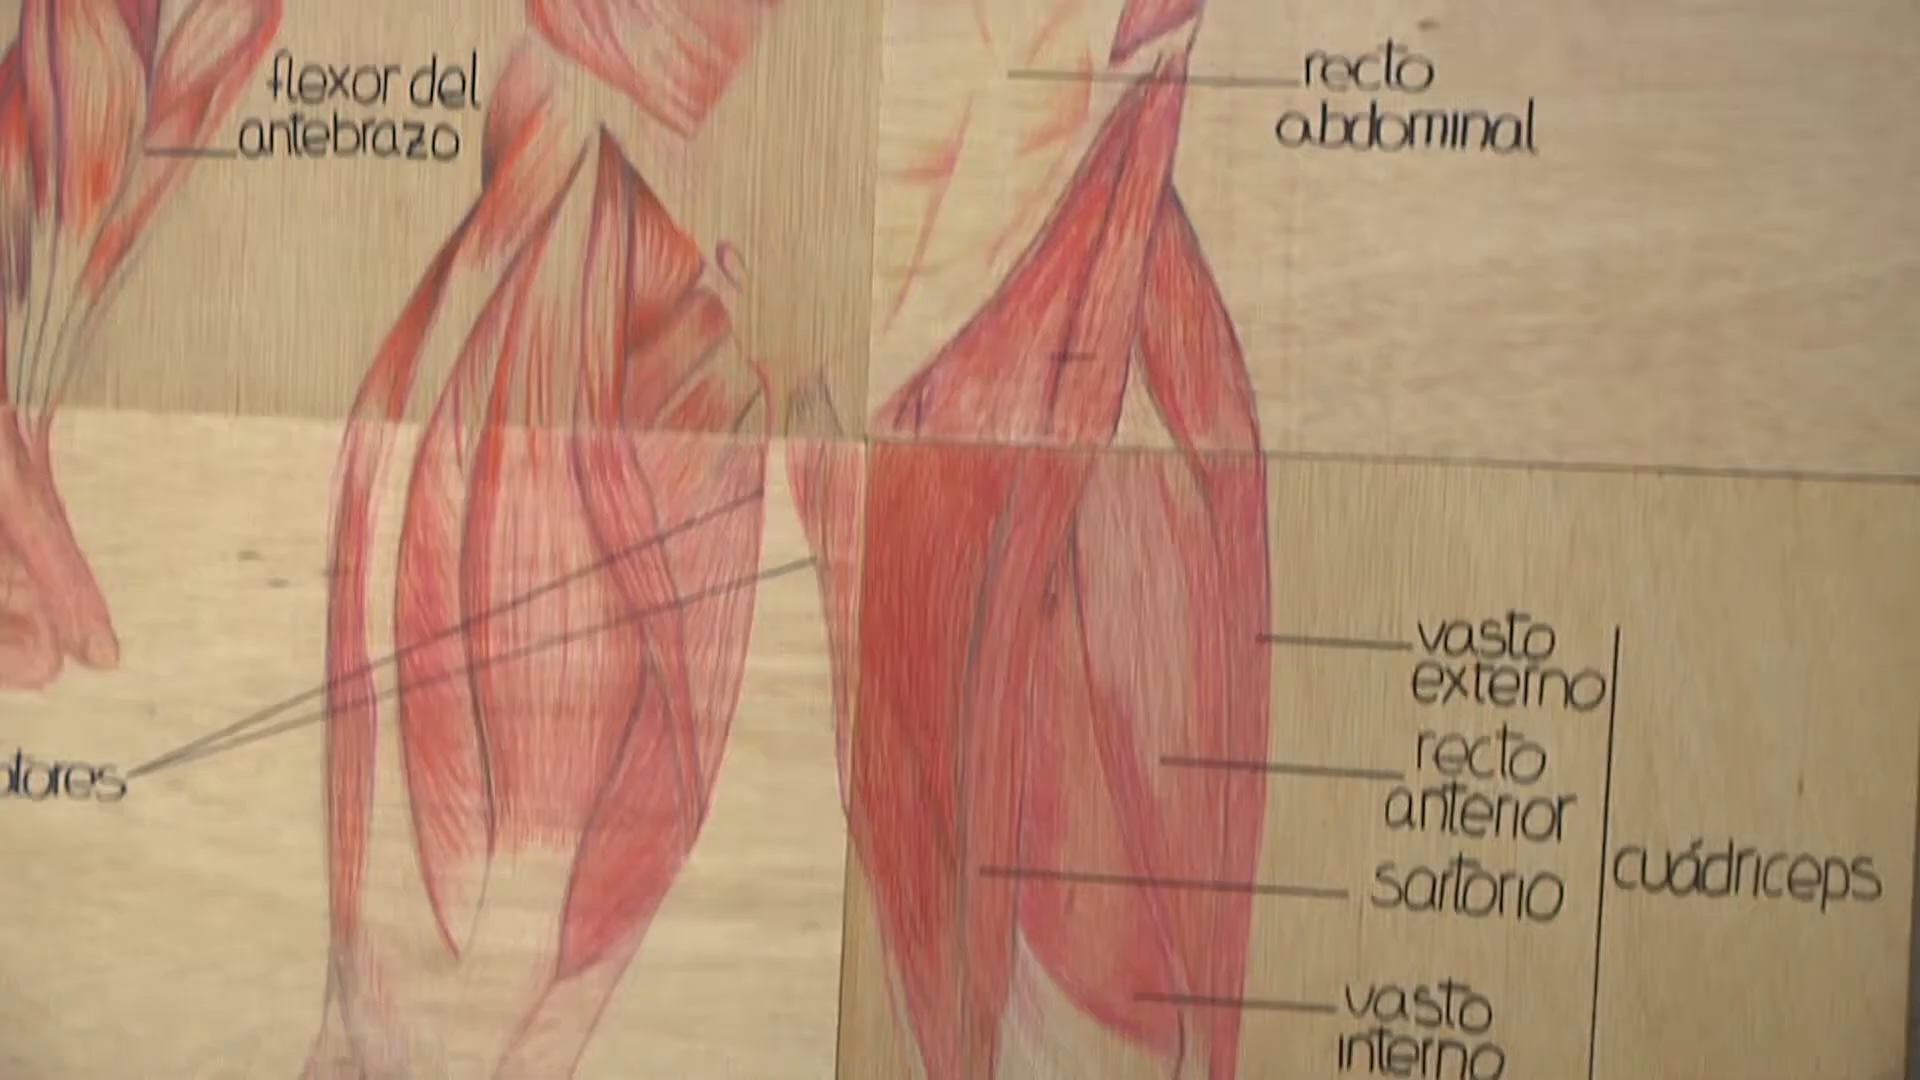 flexor del
antebrazo
recto
abdominal
vasto
externo
recto
anterior
sartorio
cuádriceps
vasto
interno